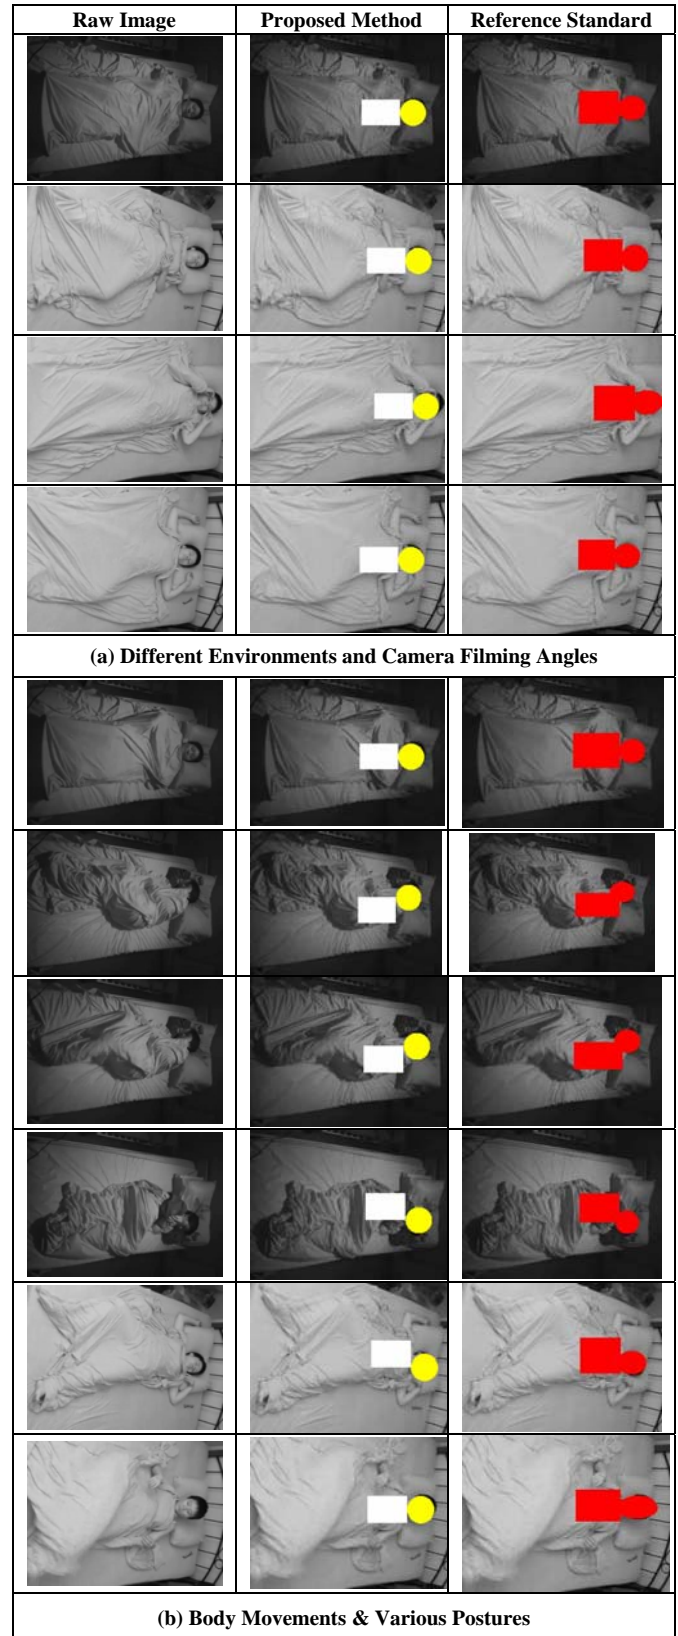 Raw Image Proposed Method Reference Standard
(a) Different Environments and Camera Filming Angles
(b) Body Movements & Various Postures